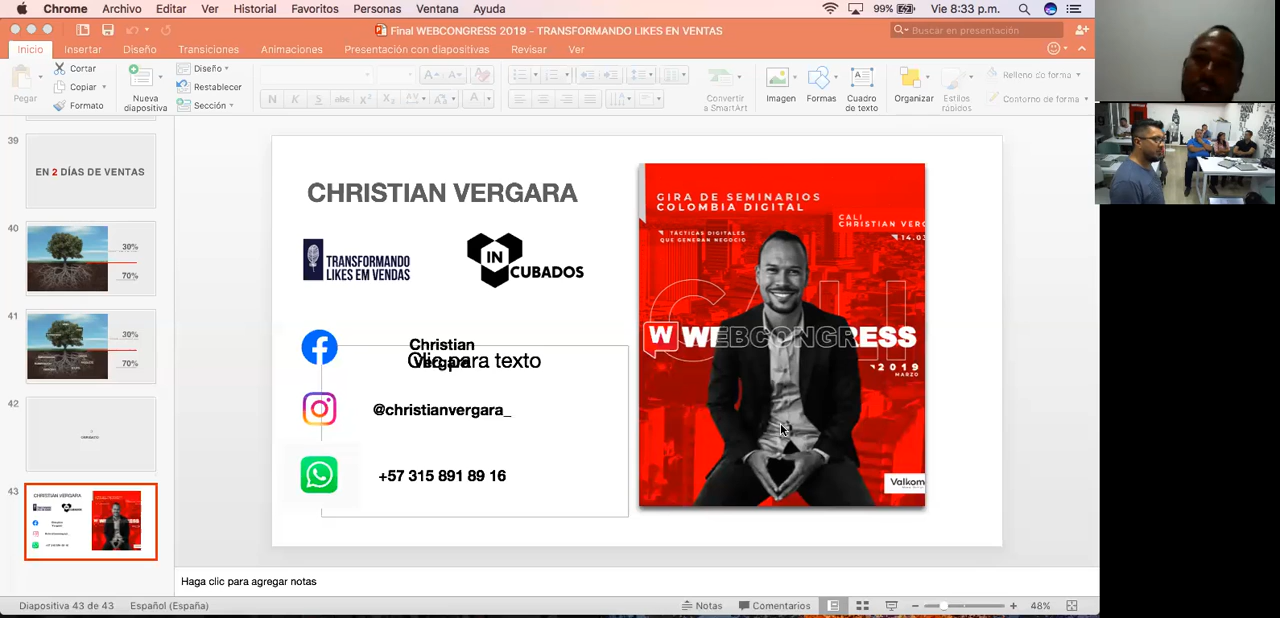 Chrome Archivo Editar Ver Historial Favoritos Personas Ventana Ayuda
99% Vie 8:33 p.m.
Final WEBCONGRESS 2019 - TRANSFORMANDO LIKES EN VENTAS
Buscar en presentación
Inicio Insertar Diseño Transiciones Animaciones Presentación con diapositivas Revisar Ver
Pegar
Cortar
Copiar
Formato
Nueva
diapositiva
Diseño
Restablecer
Sección
Convertir
a SmartArt
Imagen
Formas
Cuadro
de texto
Organizar
Estilos
rápidos
Relleno de forma
Contorno de forma
39
EN 2 DÍAS DE VENTAS
40
30%
70%
41
30%
70%
42
43
CHRISTIAN VERGARA
TRANSFORMANDO
LIKES EM VENDAS
IN
CUBADOS
Christian
Vergara
Clic para texto
@christianvergara_
+57 315 891 89 16
GIRA DE SEMINARIOS
COLOMBIA DIGITAL
CALI
CHRISTIAN VERG
14.03
TÁCTICAS DIGITALES
QUE GENERAN NEGOCIO
CALI
W WEBCONGRESS
2019
MARZO
Valkom
Haga clic para agregar notas
Diapositiva 43 de 43 Español (España)
Notas Comentarios 48%